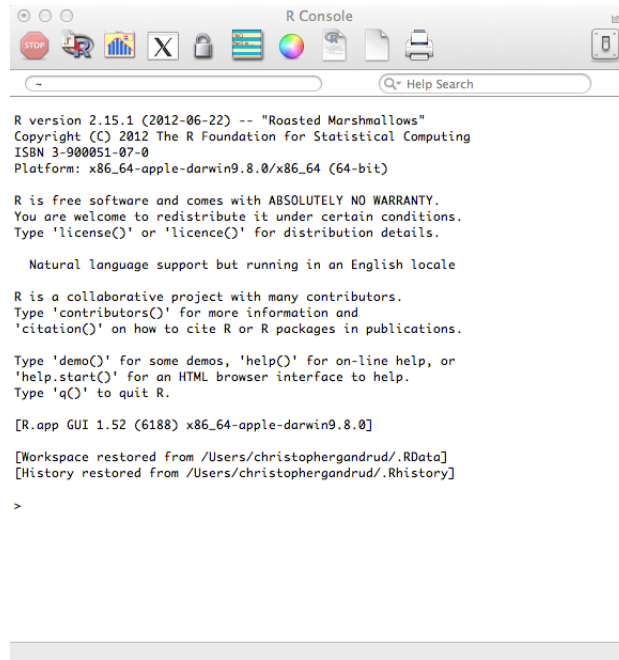 R Console
STOP
X
~
Help Search
R version 2.15.1 (2012-06-22) -- "Roasted Marshmallows"
Copyright (C) 2012 The R Foundation for Statistical Computing
ISBN 3-900051-07-0
Platform: x86_64-apple-darwin9.8.0/x86_64 (64-bit)
R is free software and comes with ABSOLUTELY NO WARRANTY.
You are welcome to redistribute it under certain conditions.
Type 'license()' or 'licence()' for distribution details.
Natural language support but running in an English locale
R is a collaborative project with many contributors.
Type 'contributors()' for more information and
'citation()' on how to cite R or R packages in publications.
Type 'demo()' for some demos, 'help()' for on-line help, or
'help.start()' for an HTML browser interface to help.
Type 'q()' to quit R.
[R.app GUI 1.52 (6188) x86_64-apple-darwin9.8.0]
[Workspace restored from /Users/christophergandrud/.RData]
[History restored from /Users/christophergandrud/.Rhistory]
>